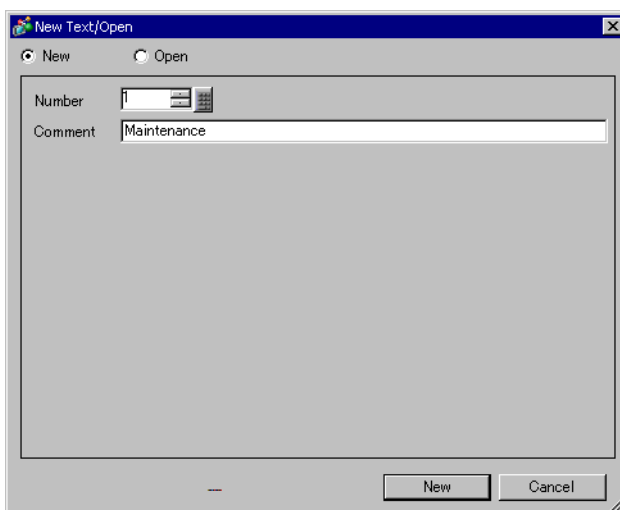 New Text/Open
New Open
Number 1
Comment Maintenance
New Cancel